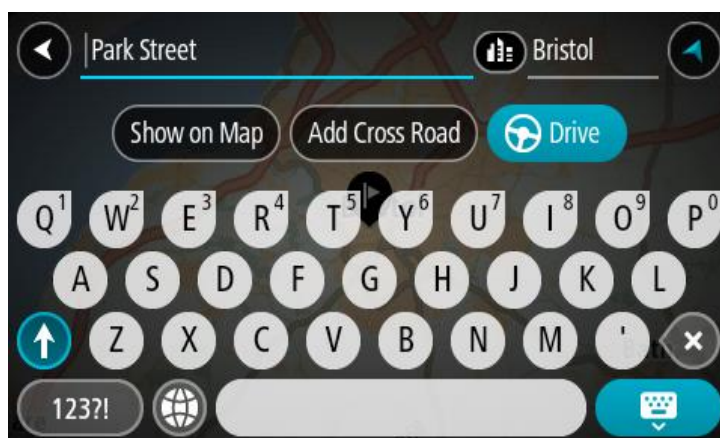 Park Street Bristol
Show on Map Add Cross Road Drive
Q1 W2 E3 R4 T5 Y6 U7 I8 O9 P0
A S D F G H J K L
Z X C V B N M '
123?!